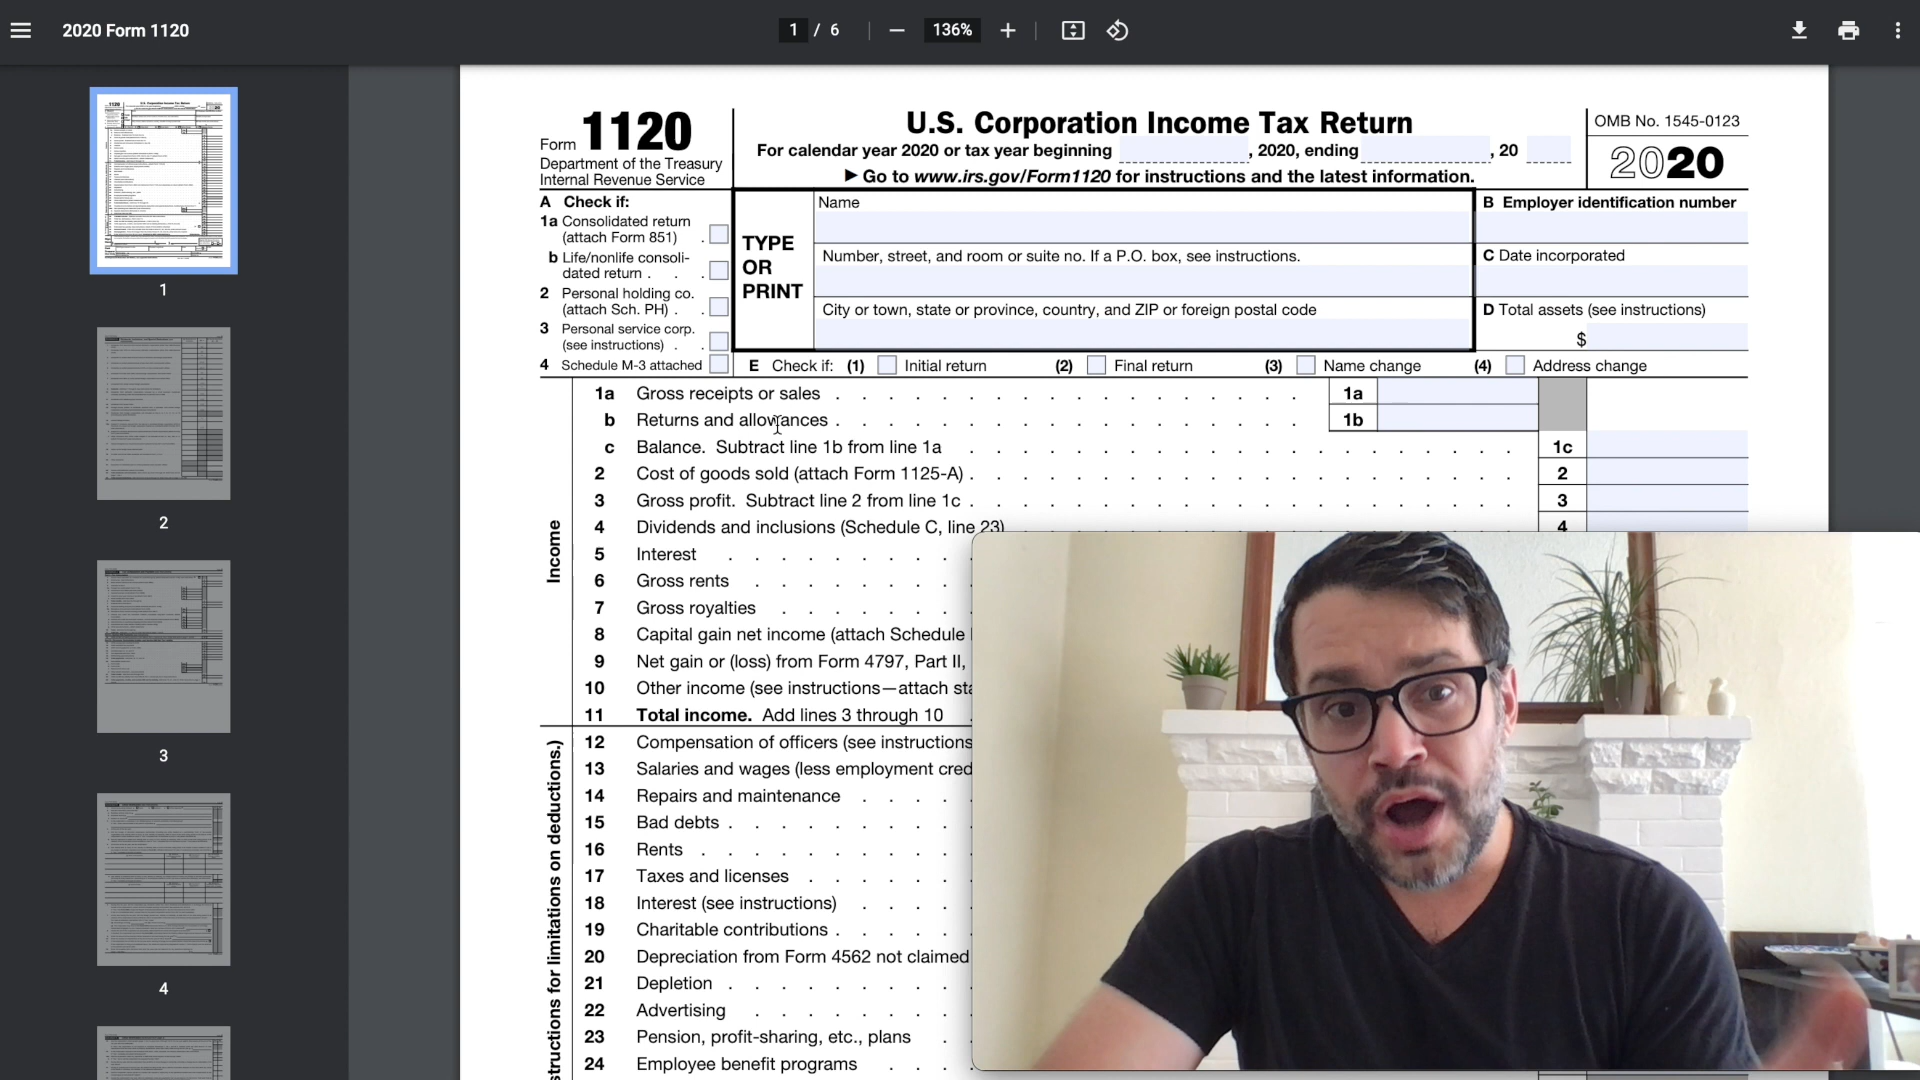 2020 Form 1120
1 / 6
136%
1
2
3
4
Form 1120
Department of the Treasury
Internal Revenue Service
U.S. Corporation Income Tax Return
For calendar year 2020 or tax year beginning , 2020, ending , 20
▶ Go to www.irs.gov/Form1120 for instructions and the latest information.
OMB No. 1545-0123
2020
A Check if:
1a Consolidated return
(attach Form 851) .
b Life/nonlife consoli-
dated return . . .
2 Personal holding co.
(attach Sch. PH) . .
3 Personal service corp.
(see instructions) . .
4 Schedule M-3 attached
TYPE
OR
PRINT
Name
Number, street, and room or suite no. If a P.O. box, see instructions.
City or town, state or province, country, and ZIP or foreign postal code
B Employer identification number
C Date incorporated
D Total assets (see instructions)
$
E Check if: (1) Initial return (2) Final return (3) Name change (4) Address change
Income
1a Gross receipts or sales . . . . . . . . . . . . . . . . . . 1a
b Returns and allowances . . . . . . . . . . . . . . . . . . 1b
c Balance. Subtract line 1b from line 1a . . . . . . . . . . . . . . . . . . . . . 1c
2 Cost of goods sold (attach Form 1125-A) . . . . . . . . . . . . . . . . . . . . . 2
3 Gross profit. Subtract line 2 from line 1c . . . . . . . . . . . . . . . . . . . . . 3
4 Dividends and inclusions (Schedule C, line 23) 4
5 Interest . . . . . . . . . .
6 Gross rents . . . . . . . . .
7 Gross royalties . . . . . . . .
8 Capital gain net income (attach Schedule
9 Net gain or (loss) from Form 4797, Part II,
10 Other income (see instructions—attach
11 Total income. Add lines 3 through 10 .
structions for limitations on deductions.)
12 Compensation of officers (see instructions
13 Salaries and wages (less employment cred
14 Repairs and maintenance . . . . .
15 Bad debts . . . . . . . . . .
16 Rents . . . . . . . . . . .
17 Taxes and licenses . . . . . . .
18 Interest (see instructions) . . . . .
19 Charitable contributions . . . . . .
20 Depreciation from Form 4562 not claimed
21 Depletion . . . . . . . . . .
22 Advertising . . . . . . . . .
23 Pension, profit-sharing, etc., plans . .
24 Employee benefit programs . . . .